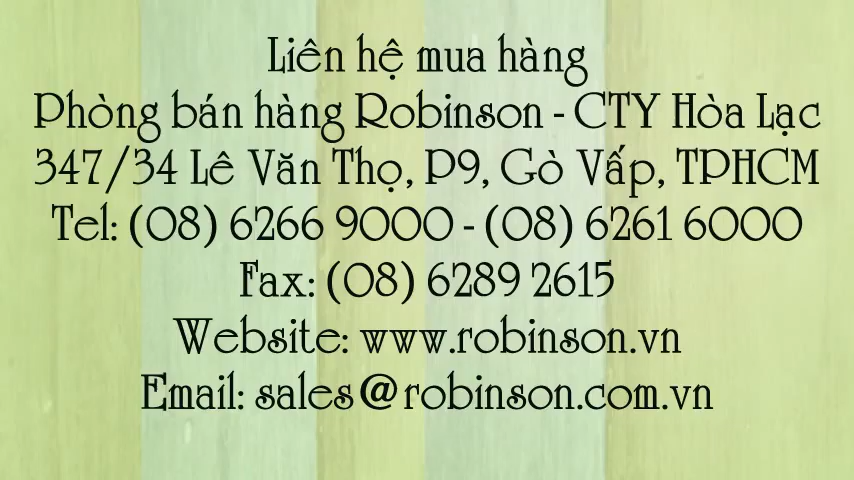 Liên hệ mua hàng
Phòng bán hàng Robinson - CTY Hòa Lạc
347/34 Lê Văn Thọ, P9, Gò Vấp, TPHCM
Tel: (08) 6266 9000 - (08) 6261 6000
Fax: (08) 6289 2615
Website: www.robinson.vn
Email: sales@robinson.com.vn